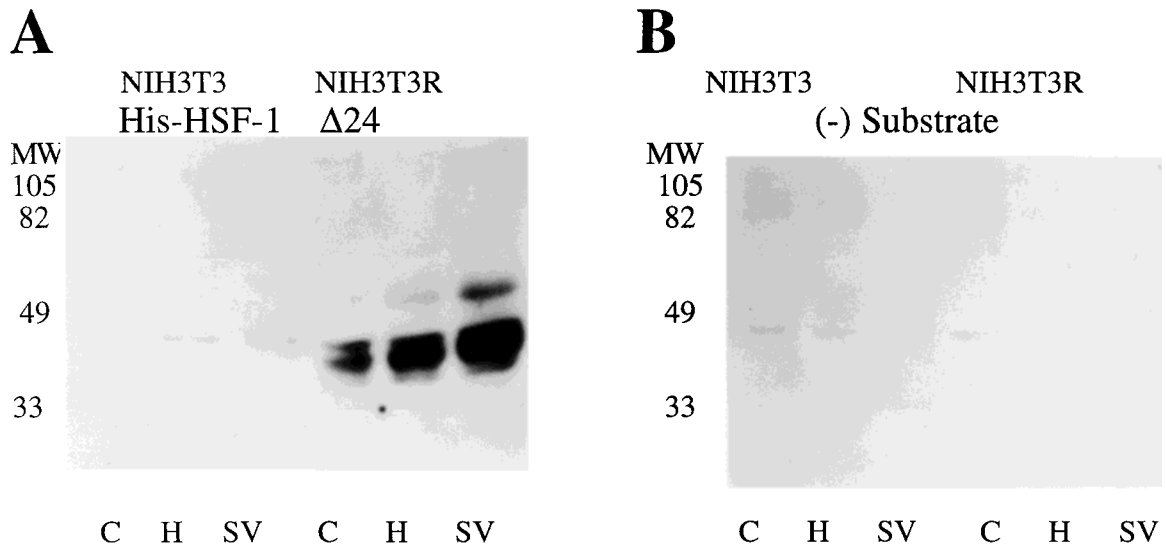 A
NIH3T3 NIH3T3R
His-HSF-1 Δ24
MW
105
82
49
33
C H SV C H SV
B
NIH3T3 NIH3T3R
(-) Substrate
MW
105
82
49
33
C H SV C H SV